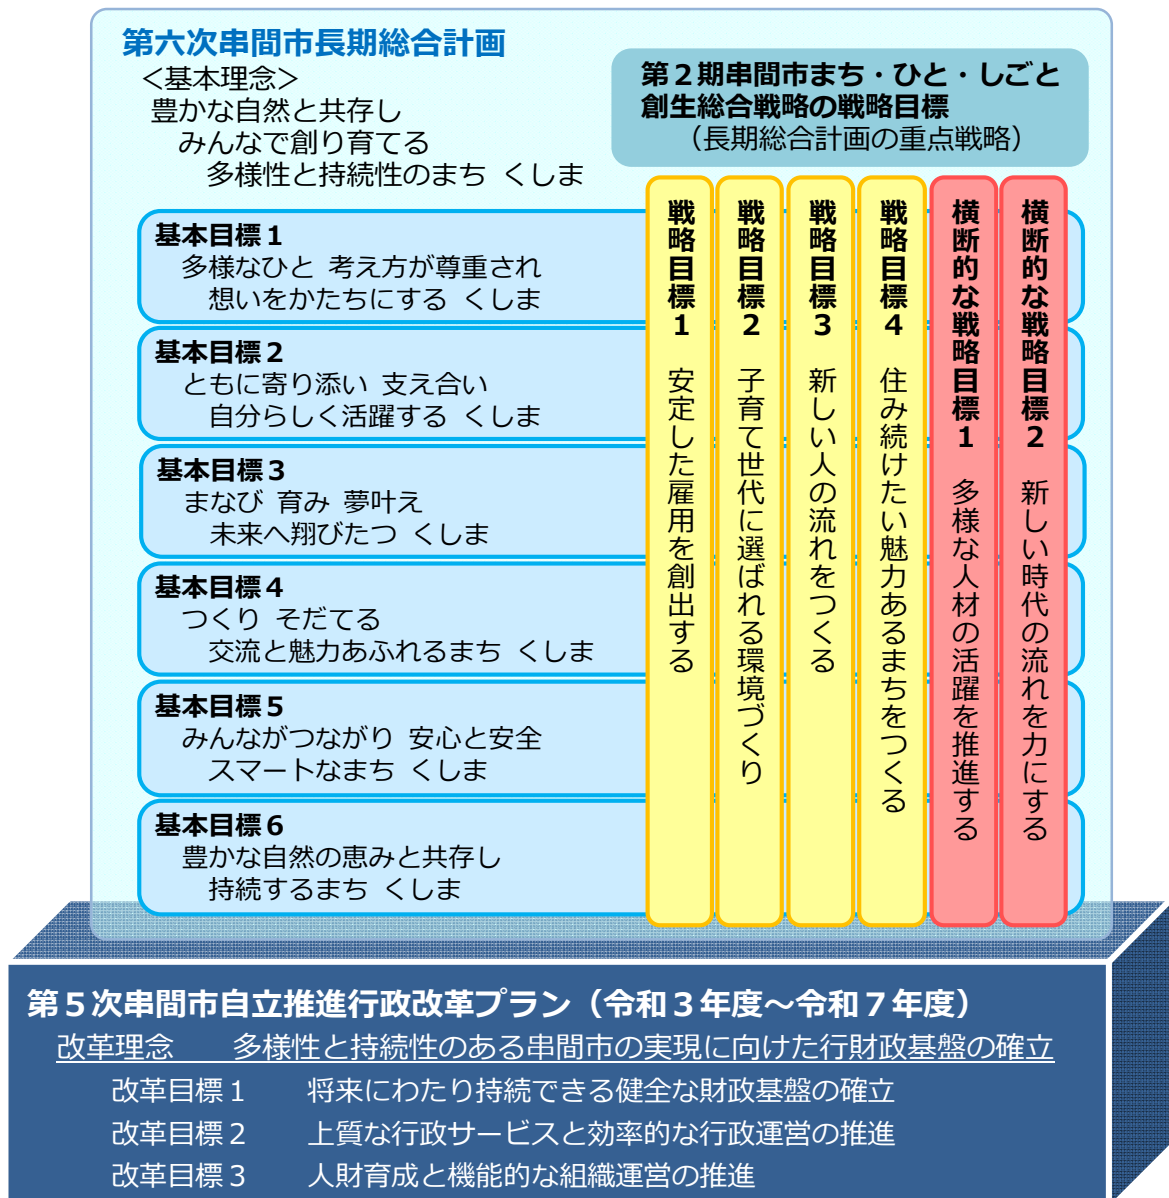 第六次串間市長期総合計画
＜基本理念＞
豊かな自然と共存し
みんなで創り育てる
多様性と持続性のまち くしま
第２期串間市まち・ひと・しごと
創生総合戦略の戦略目標
（長期総合計画の重点戦略）
基本目標１
多様なひと 考え方が尊重され
想いをかたちにする くしま
基本目標２
ともに寄り添い 支え合い
自分らしく活躍する くしま
基本目標３
まなび 育み 夢叶え
未来へ翔びたつ くしま
基本目標４
つくり そだてる
交流と魅力あふれるまち くしま
基本目標５
みんながつながり 安心と安全
スマートなまち くしま
基本目標６
豊かな自然の恵みと共存し
持続するまち くしま
戦略目標１ 安定した雇用を創出する
戦略目標２ 子育て世代に選ばれる環境づくり
戦略目標３ 新しい人の流れをつくる
戦略目標４ 住み続けたい魅力あるまちをつくる
横断的な戦略目標１ 多様な人材の活躍を推進する
横断的な戦略目標２ 新しい時代の流れを力にする
第５次串間市自立推進行政改革プラン（令和３年度～令和７年度）
改革理念 多様性と持続性のある串間市の実現に向けた行財政基盤の確立
改革目標１ 将来にわたり持続できる健全な財政基盤の確立
改革目標２ 上質な行政サービスと効率的な行政運営の推進
改革目標３ 人財育成と機能的な組織運営の推進